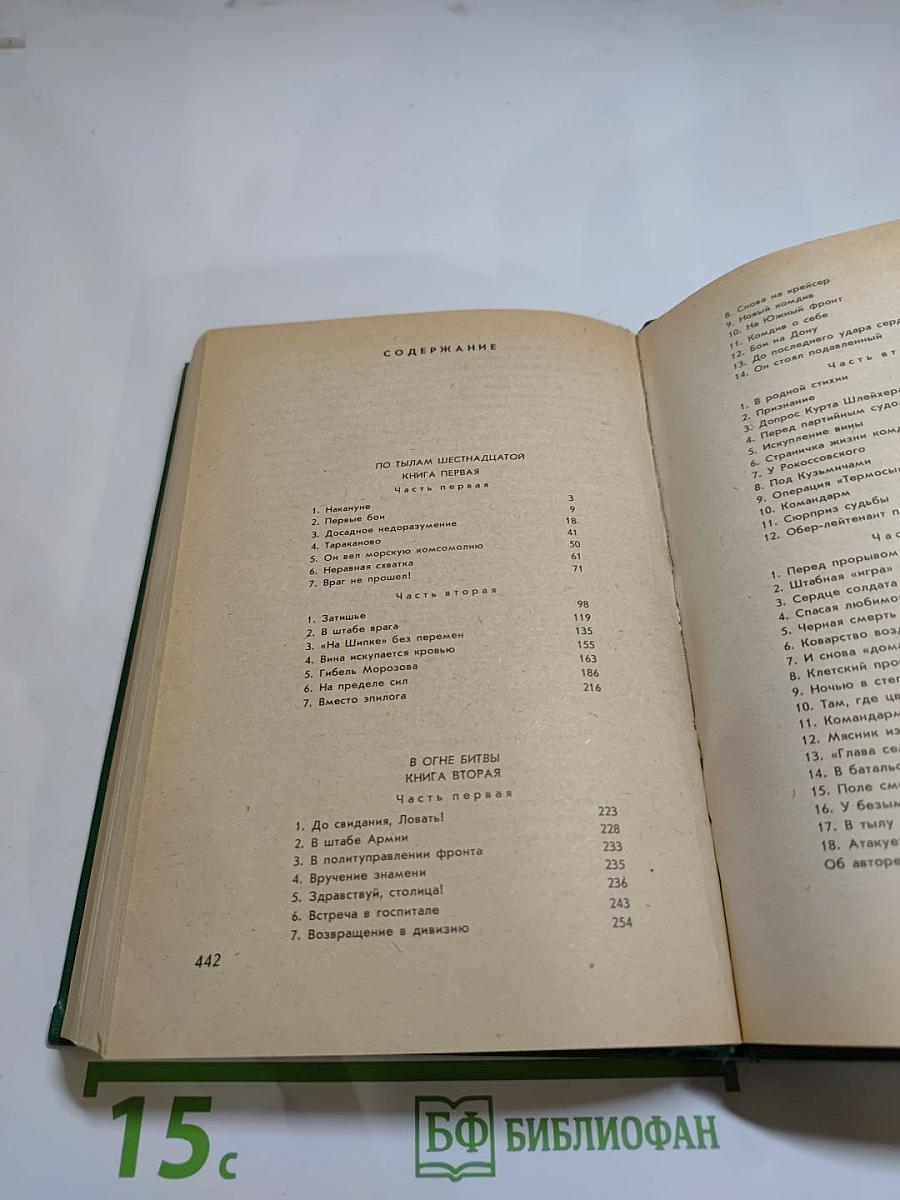 СОДЕРЖАНИЕ
ПО ТЫЛАМ ШЕСТНАДЦАТОЙ
КНИГА ПЕРВАЯ
Часть первая
1. Накануне 3
2. Первые бои 9
3. Досадное недоразумение 18
4. Тараканово 41
5. Он вел морскую комсомолию 50
6. Неравная схватка 61
7. Враг не прошел! 71
Часть вторая
1. Затишье 98
2. В штабе врага 119
3. «На Шипке» без перемен 135
4. Вина искупается кровью 155
5. Гибель Морозова 163
6. На пределе сил 186
7. Вместо эпилога 216
В ОГНЕ БИТВЫ
КНИГА ВТОРАЯ
Часть первая
1. До свидания, Ловать! 223
2. В штабе Армии 228
3. В политуправлении фронта 233
4. Вручение знамени 235
5. Здравствуй, столица! 236
6. Встреча в госпитале 243
7. Возвращение в дивизию 254
442
8. Снова на крейсер
9. Новый комдив
10. На Южный фронт
11. Комдив о себе
12. Бои на Дону
13. До последнего удара серд
14. Он стоял подавленный
Часть вт
1. В родной стихии
2. Признание
3. Допрос Курта Шлейхера
4. Перед партийным судо
5. Искупление вины
6. Страничка жизни комд
7. У Рокоссовского
8. Под Кузьмичами
9. Операция «Термосы
10. Командарм
11. Сюрприз судьбы
12. Обер-лейтенант п
Час
1. Перед прорывом
2. Штабная «игра»
3. Сердце солдата
4. Спасая любимо
5. Черная смерть
6. Коварство возд
7. И снова «дома
8. Клетский про
9. Ночью в степ
10. Там, где цв
11. Командарм
12. Мясник из
13. «Глава сем
14. В батальо
15. Поле сме
16. У безым
17. В тылу
18. Атакует
Об авторе
15с
БФ БИБЛИОФАН